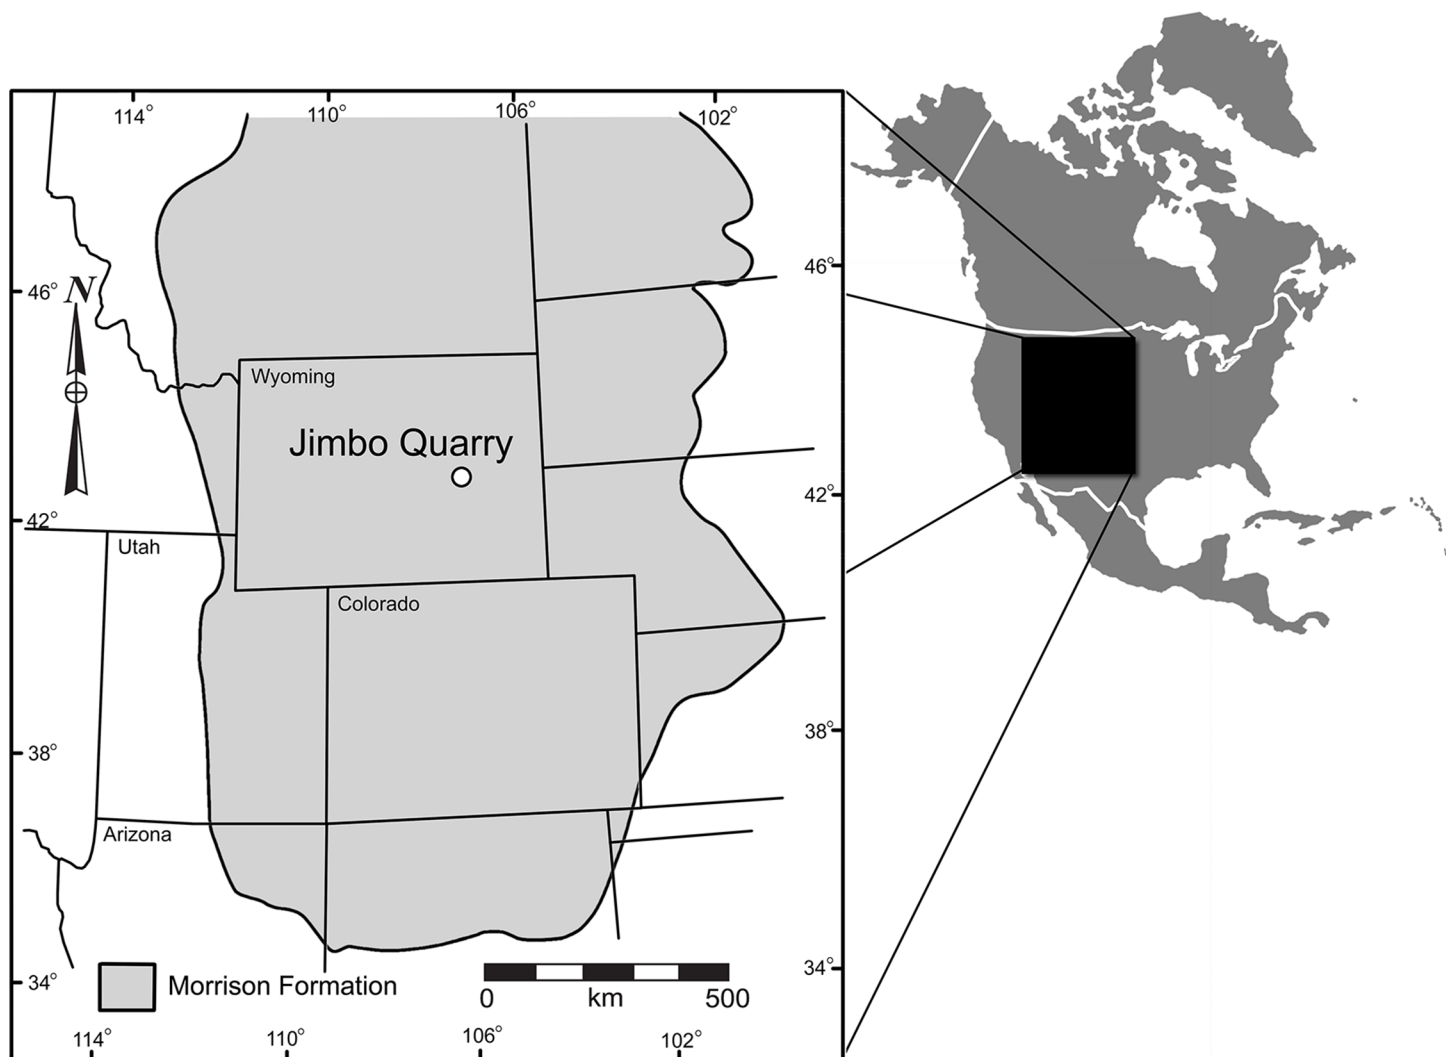 114° 110° 106° 102°
46°
46°
N
Wyoming
Jimbo Quarry
42°
42°
Utah
Colorado
38°
38°
Arizona
34°
34°
Morrison Formation
0 km 500
114° 110° 106° 102°